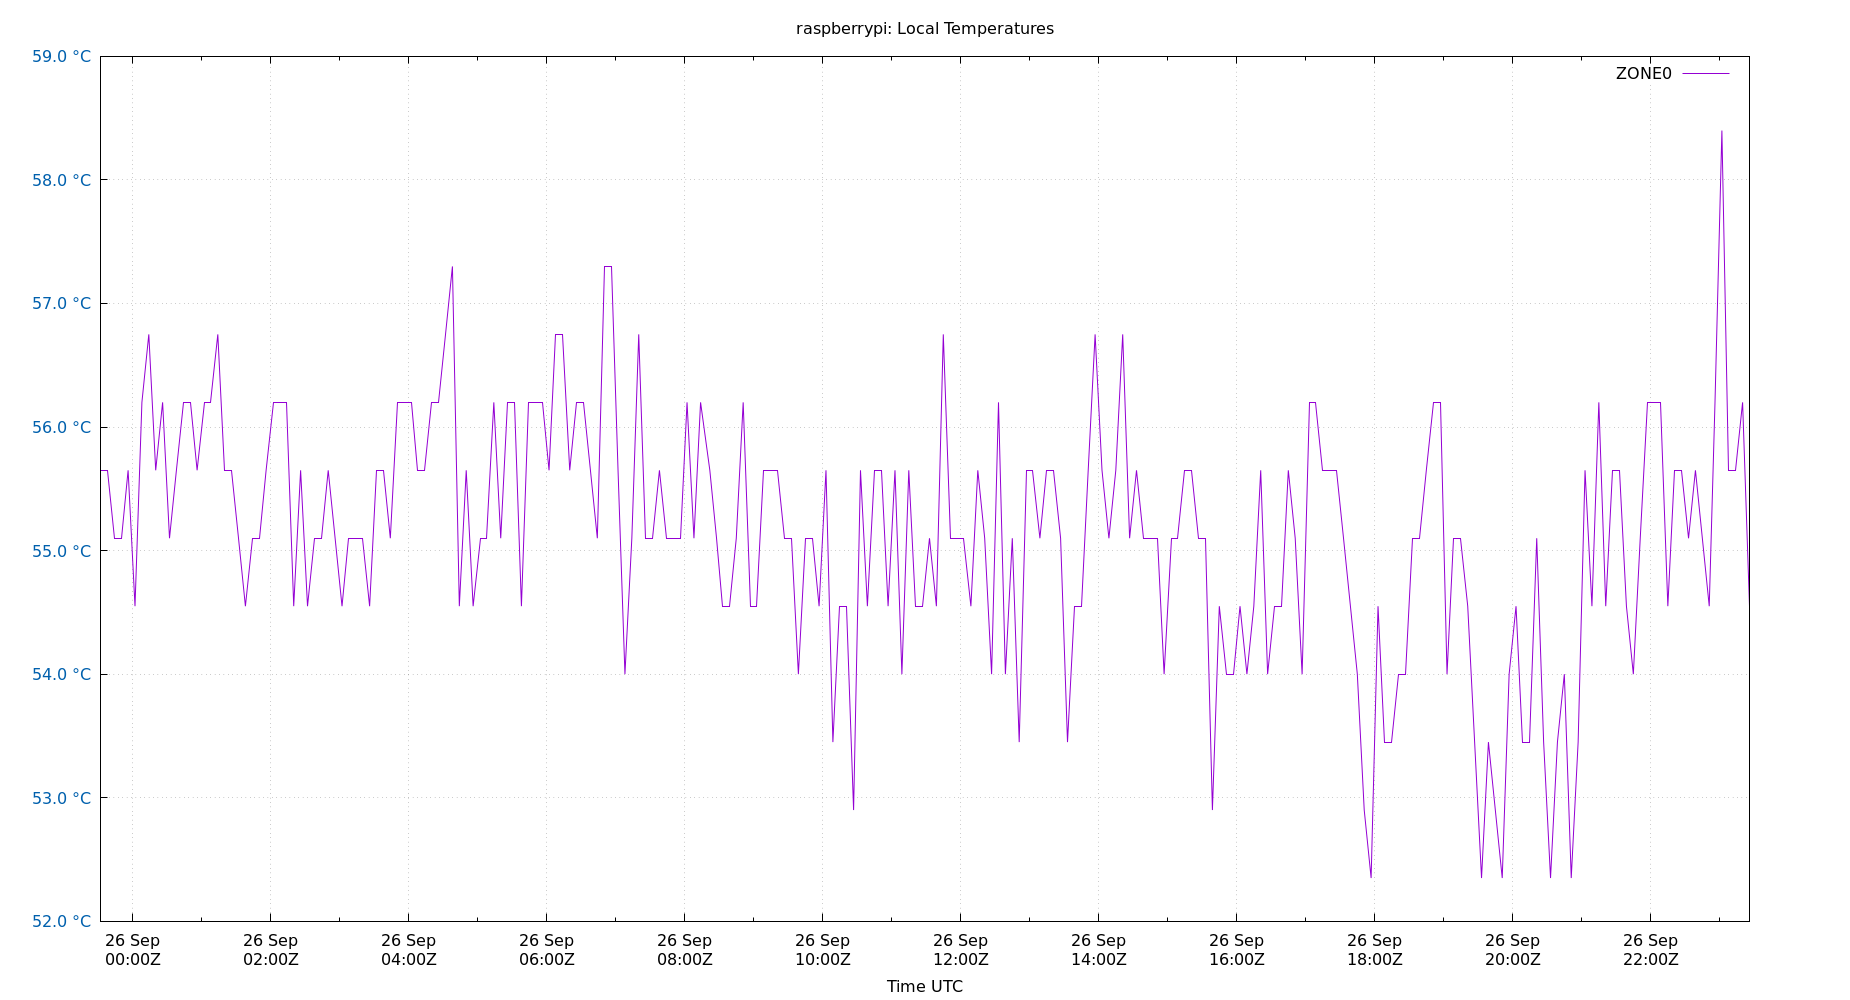 raspberrypi: Local Temperatures
59.0 °C
ZONE0
58.0 °C
57.0 °C
56.0 °C
55.0 °C
54.0 °C
53.0 °C
52.0 °C
26 Sep 26 Sep 26 Sep 26 Sep 26 Sep 26 Sep 26 Sep 26 Sep 26 Sep 26 Sep 26 Sep 26 Sep
00:00Z 02:00Z 04:00Z 06:00Z 08:00Z 10:00Z 12:00Z 14:00Z 16:00Z 18:00Z 20:00Z 22:00Z
Time UTC